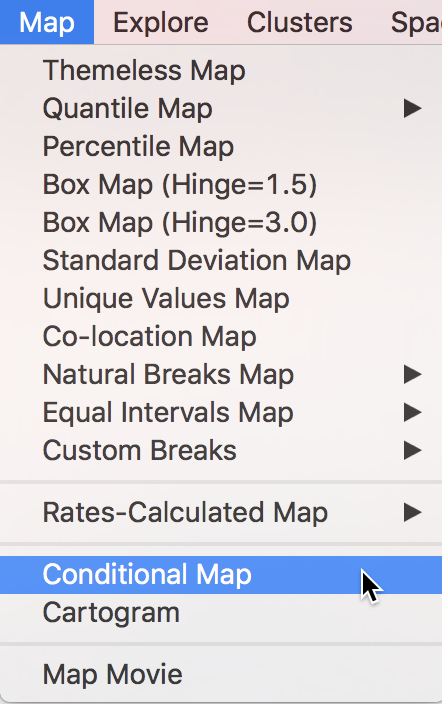 Map Explore Clusters Spa
Themeless Map
Quantile Map
Percentile Map
Box Map (Hinge=1.5)
Box Map (Hinge=3.0)
Standard Deviation Map
Unique Values Map
Co-location Map
Natural Breaks Map
Equal Intervals Map
Custom Breaks
Rates-Calculated Map
Conditional Map
Cartogram
Map Movie